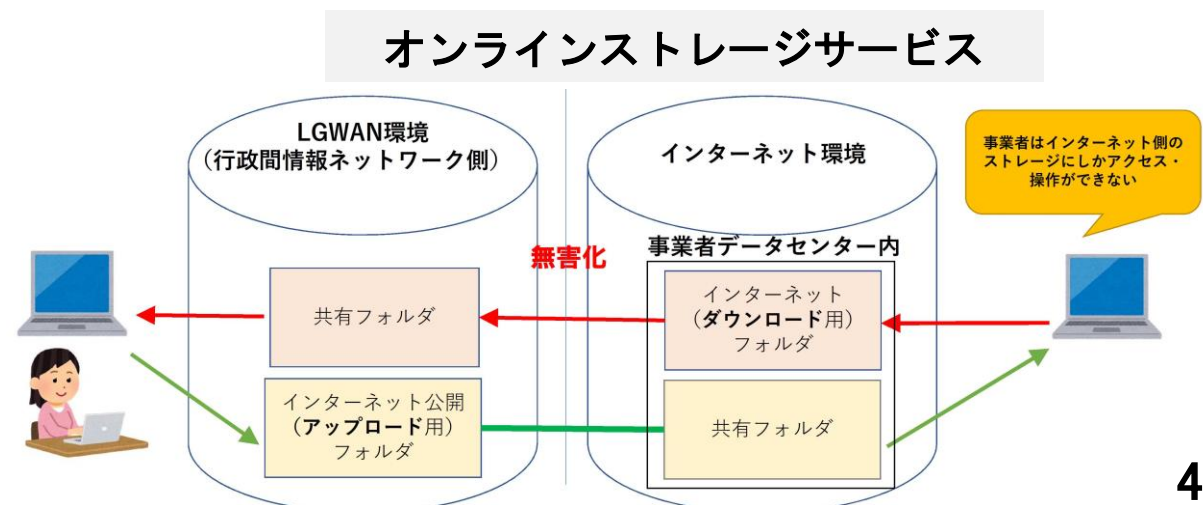 オンラインストレージサービス
LGWAN環境
（行政間情報ネットワーク側）
インターネット環境
事業者はインターネット側の
ストレージにしかアクセス・
操作ができない
無害化
事業者データセンター内
共有フォルダ
インターネット
（ダウンロード用）
フォルダ
インターネット公開
（アップロード用）
フォルダ
共有フォルダ
4